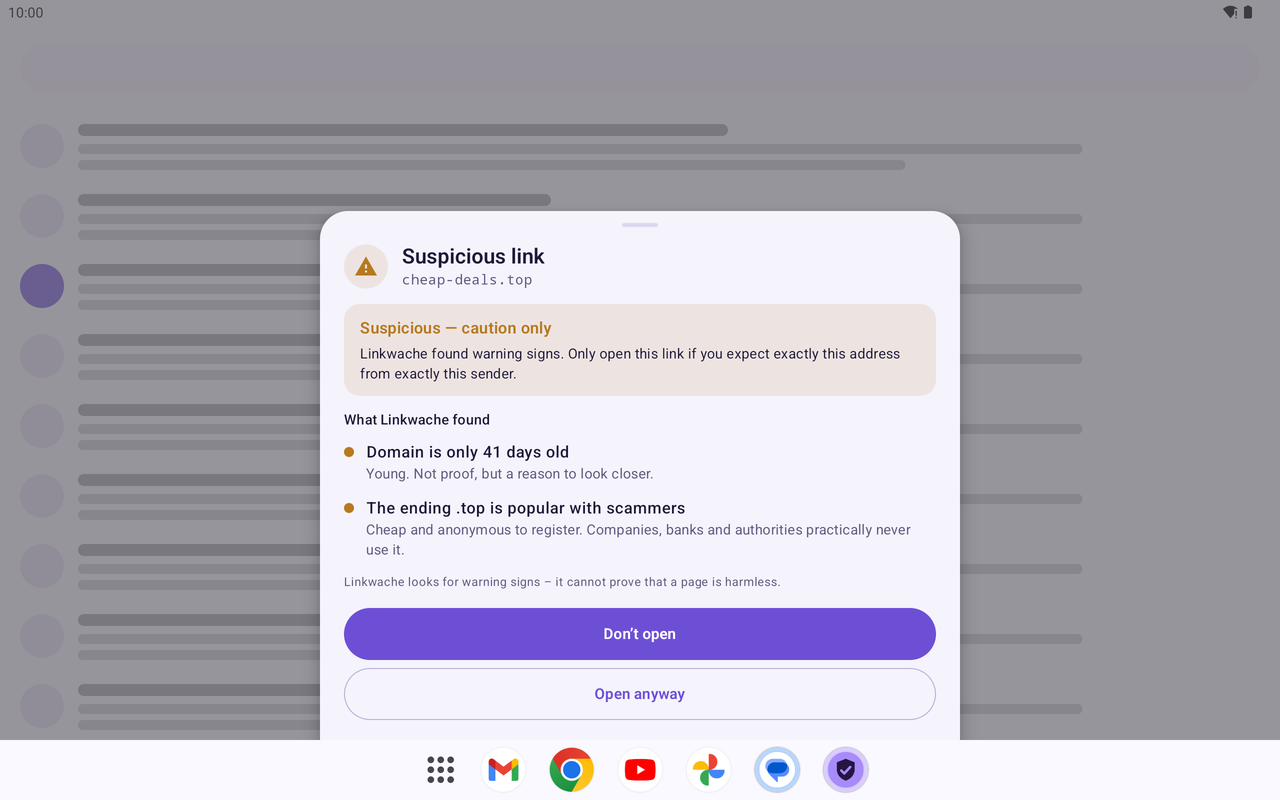 10:00
Suspicious link
cheap-deals.top
Suspicious — caution only
Linkwache found warning signs. Only open this link if you expect exactly this address
from exactly this sender.
What Linkwache found
Domain is only 41 days old
Young. Not proof, but a reason to look closer.
The ending .top is popular with scammers
Cheap and anonymous to register. Companies, banks and authorities practically never
use it.
Linkwache looks for warning signs – it cannot prove that a page is harmless.
Don’t open
Open anyway